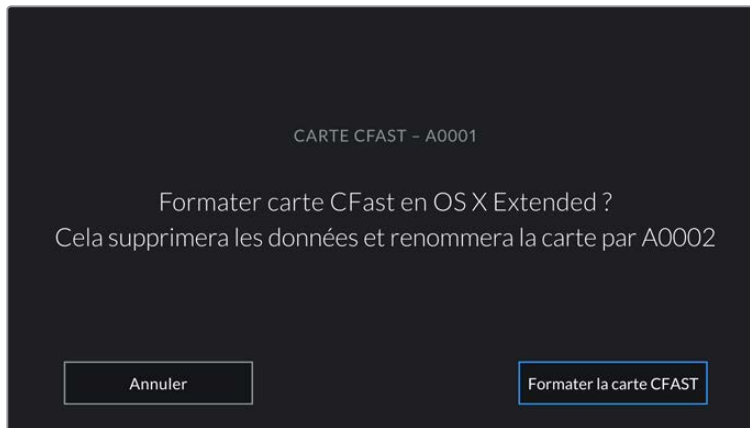 CARTE CFAST – A0001
Formater carte CFast en OS X Extended ?
Cela supprimera les données et renommera la carte par A0002
Annuler
Formater la carte CFAST